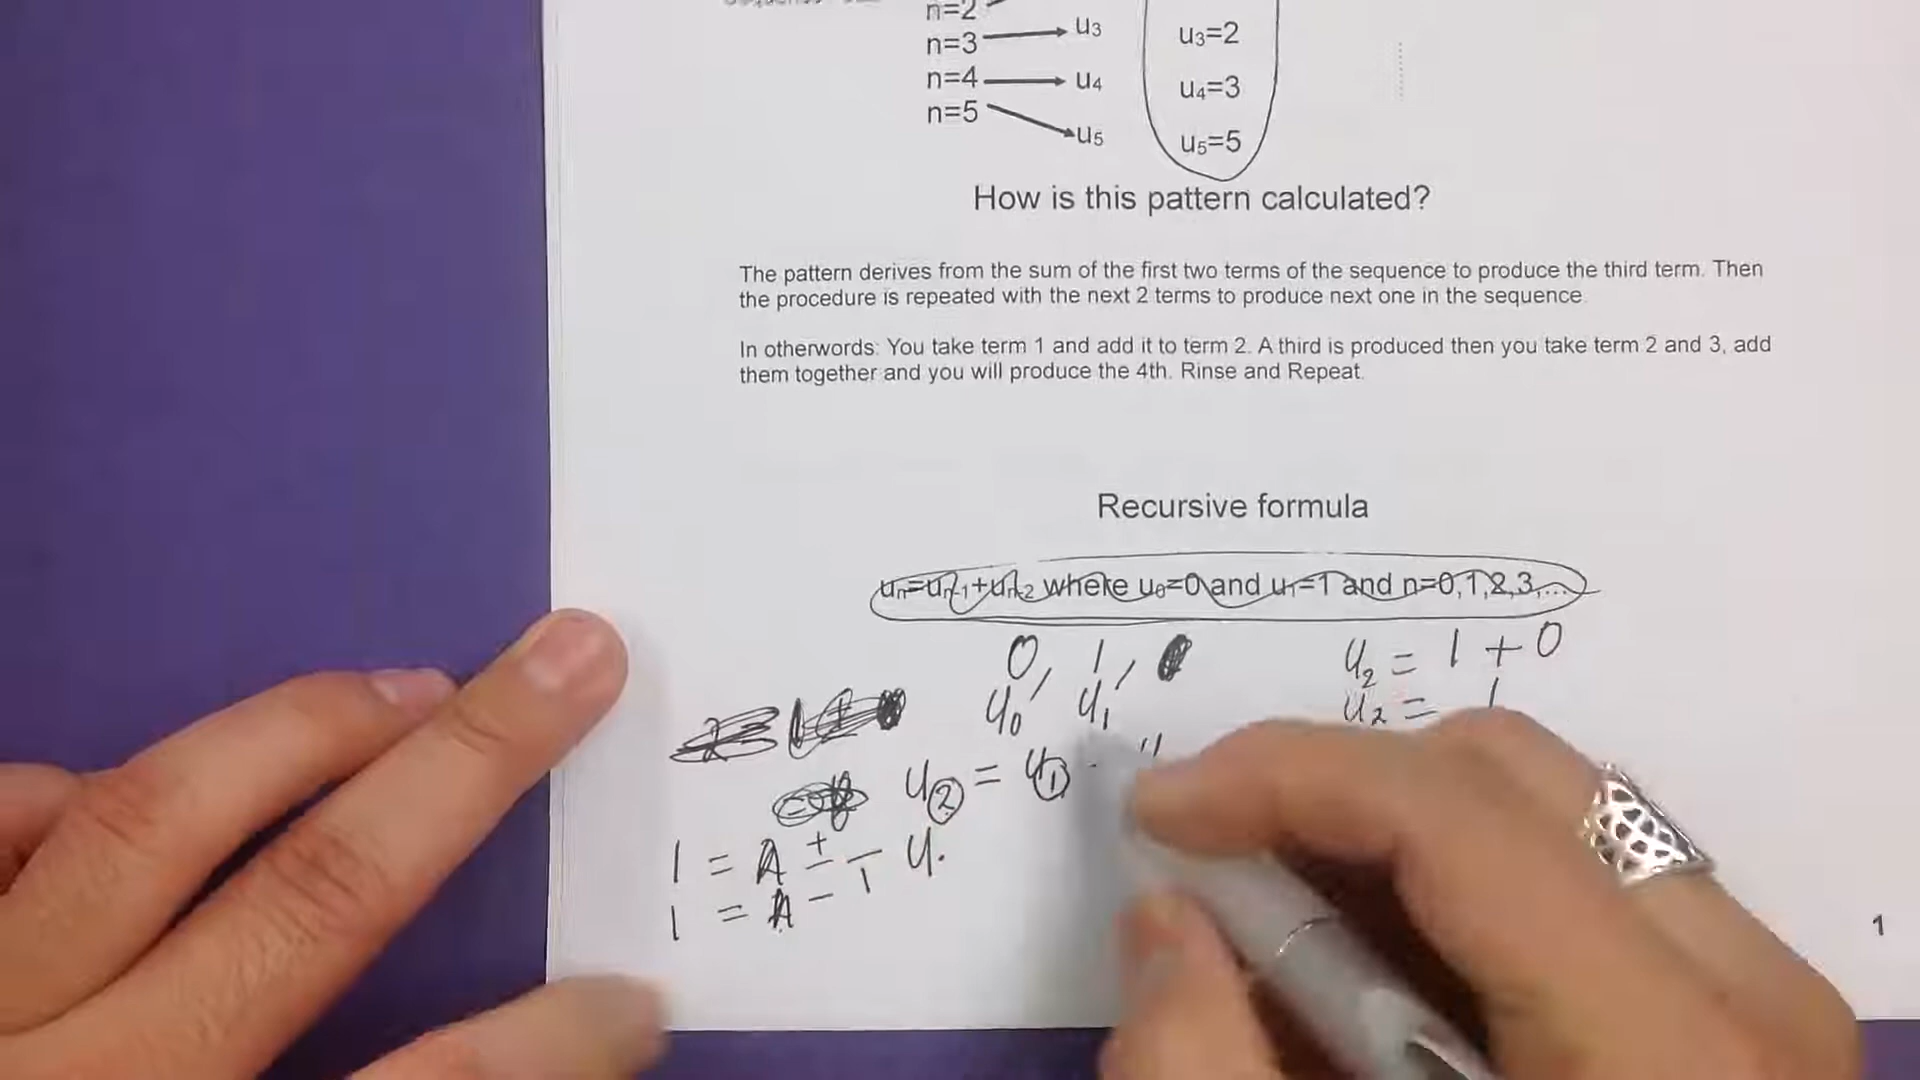 n=2
n=3 u3 u3=2
n=4 u4 u4=3
n=5 u5 u5=5
How is this pattern calculated?
The pattern derives from the sum of the first two terms of the sequence to produce the third term. Then
the procedure is repeated with the next 2 terms to produce next one in the sequence.
In otherwords: You take term 1 and add it to term 2. A third is produced then you take term 2 and 3, add
them together and you will produce the 4th. Rinse and Repeat.
Recursive formula
un=un-1+un-2 where u0=0 and u1=1 and n=0,1,2,3,...
0, 1,
u0 u1
u2 = 1 + 0
u2 = 1
u2 = u1
1 =
1 =
1